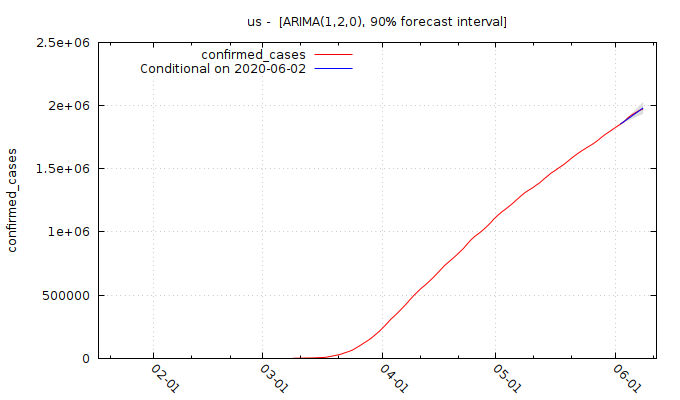 us -  [ARIMA(1,2,0), 90% forecast interval]
2.5e+06
2e+06
1.5e+06
1e+06
500000
0
confirmed_cases
confirmed_cases
Conditional on 2020-06-02
02-01
03-01
04-01
05-01
06-01